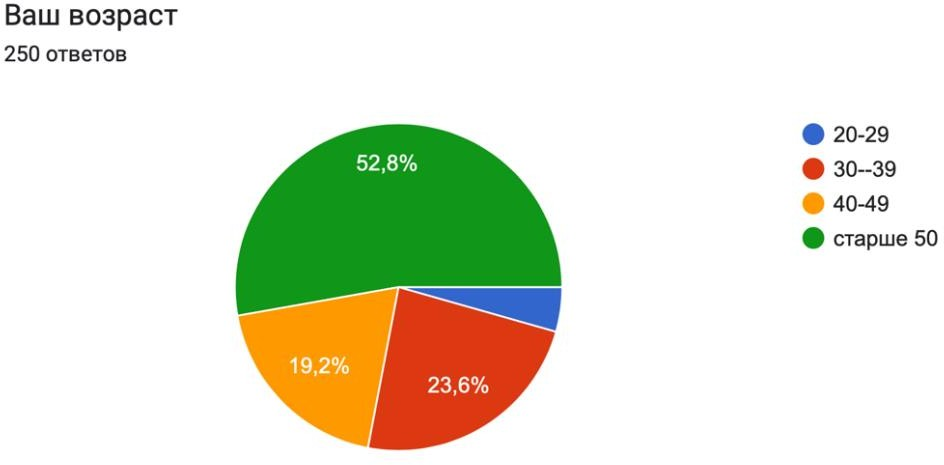 Ваш возраст
250 ответов
52,8%
19,2%
23,6%
20-29
30--39
40-49
старше 50